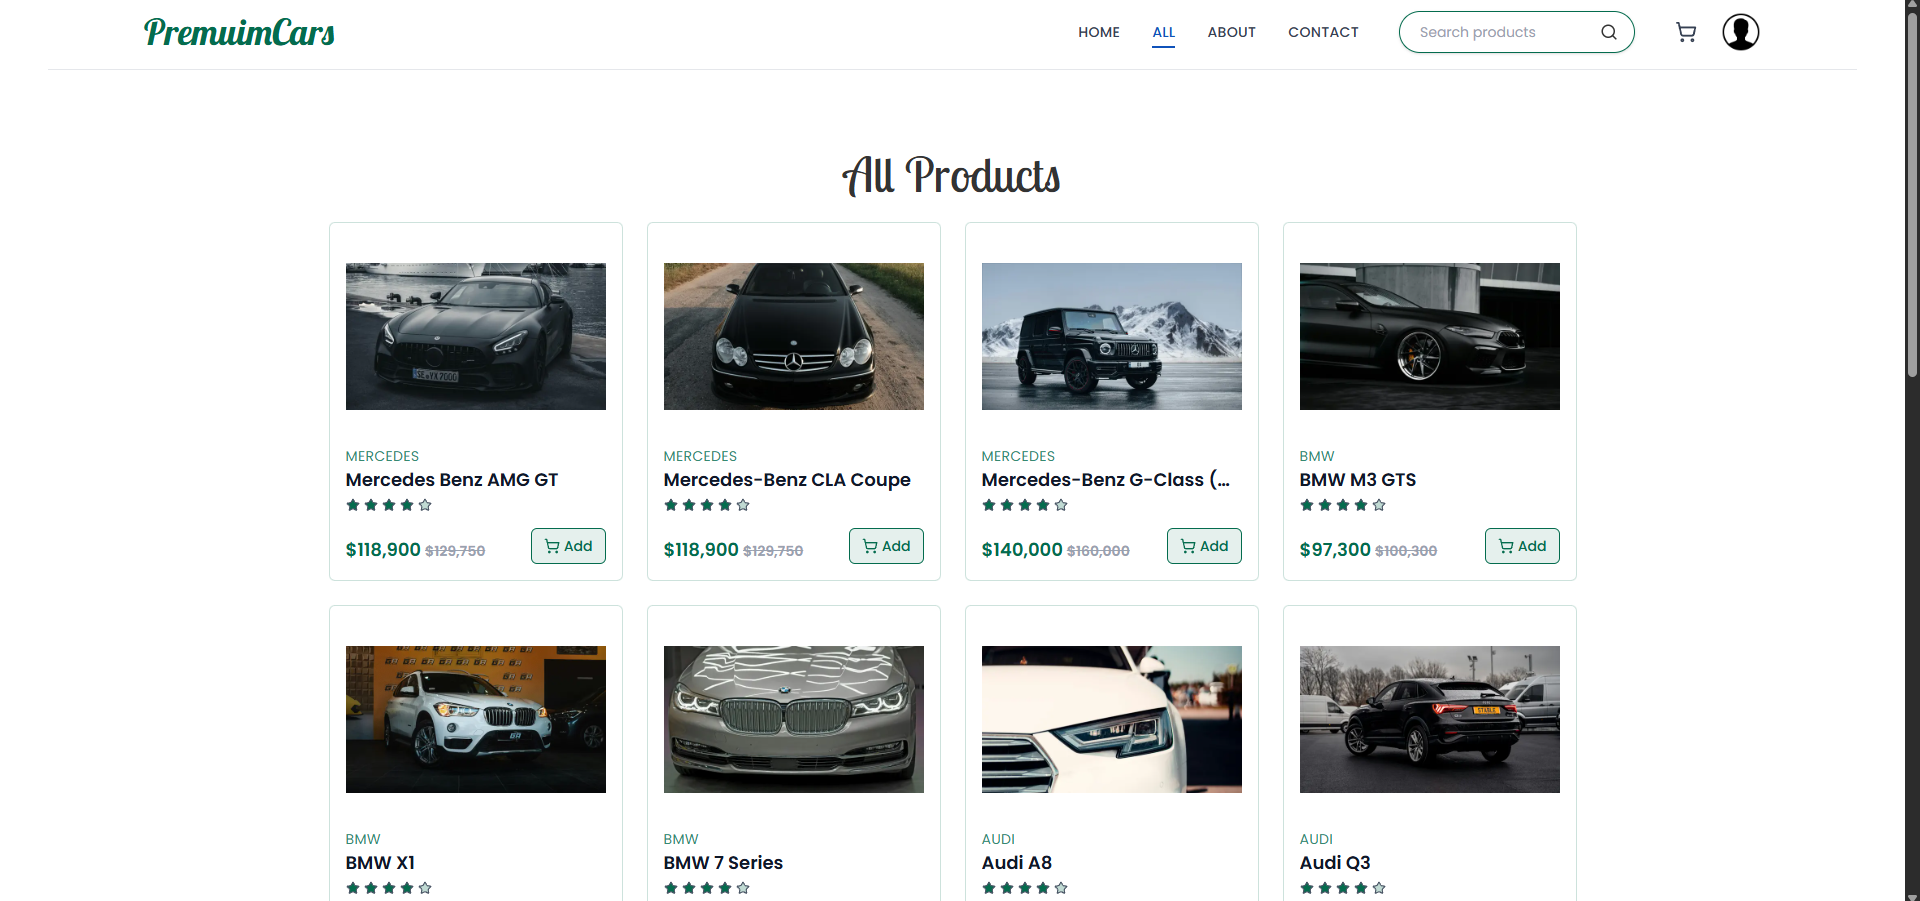 PremuimCars
HOME ALL ABOUT CONTACT Search products
All Products
MERCEDES MERCEDES MERCEDES BMW
Mercedes Benz AMG GT Mercedes-Benz CLA Coupe Mercedes-Benz G-Class (... BMW M3 GTS
$118,900 $129,750 Add $118,900 $129,750 Add $140,000 $160,000 Add $97,300 $100,300 Add
BMW BMW AUDI AUDI
BMW X1 BMW 7 Series Audi A8 Audi Q3